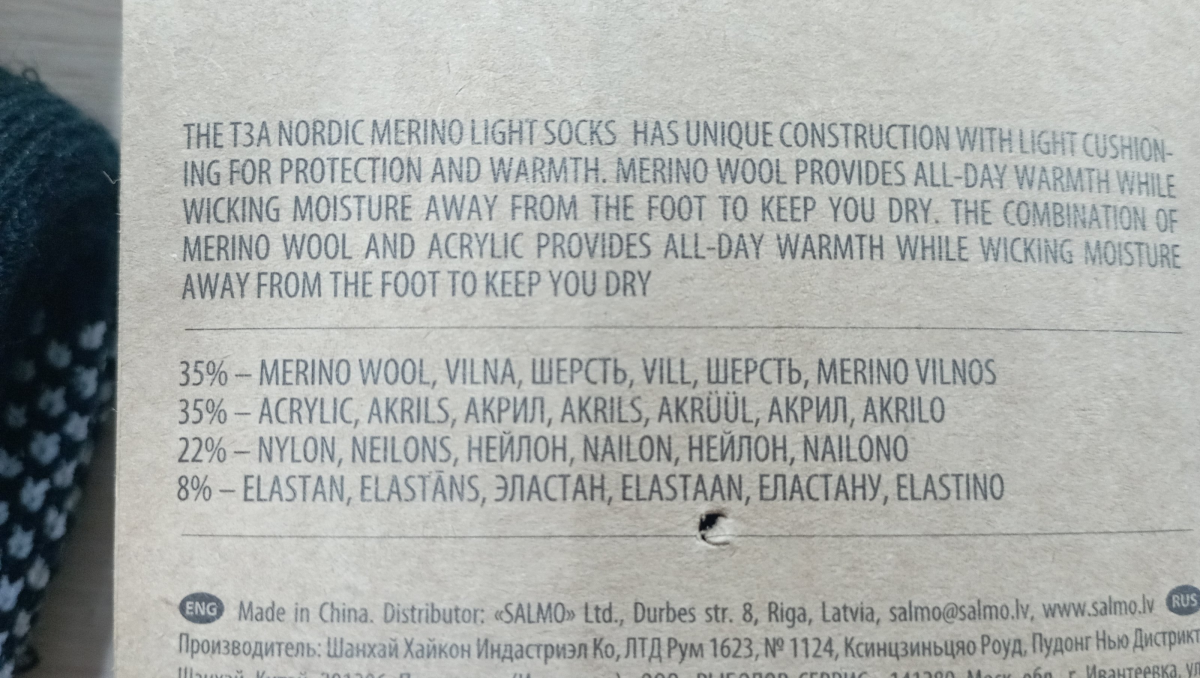 THE T3A NORDIC MERINO LIGHT SOCKS HAS UNIQUE CONSTRUCTION WITH LIGHT CUSHION-
ING FOR PROTECTION AND WARMTH. MERINO WOOL PROVIDES ALL-DAY WARMTH WHILE
WICKING MOISTURE AWAY FROM THE FOOT TO KEEP YOU DRY. THE COMBINATION OF
MERINO WOOL AND ACRYLIC PROVIDES ALL-DAY WARMTH WHILE WICKING MOISTURE
AWAY FROM THE FOOT TO KEEP YOU DRY
35% – MERINO WOOL, VILNA, ШЕРСТЬ, VILL, ШЕРСТЬ, MERINO VILNOS
35% – ACRYLIC, AKRILS, АКРИЛ, AKRILS, AKRÜÜL, АКРИЛ, AKRILO
22% – NYLON, NEILONS, НЕЙЛОН, NAILON, НЕЙЛОН, NAILONO
8% – ELASTAN, ELASTĀNS, ЭЛАСТАН, ELASTAAN, ЕЛАСТАНУ, ELASTINO
ENG Made in China. Distributor: «SALMO» Ltd., Durbes str. 8, Riga, Latvia, salmo@salmo.lv, www.salmo.lv RUS
Производитель: Шанхай Хайкон Индастриэл Ко, ЛТД Рум 1623, № 1124, Ксинцзиньцяо Роуд, Пудонг Нью Дистрикт